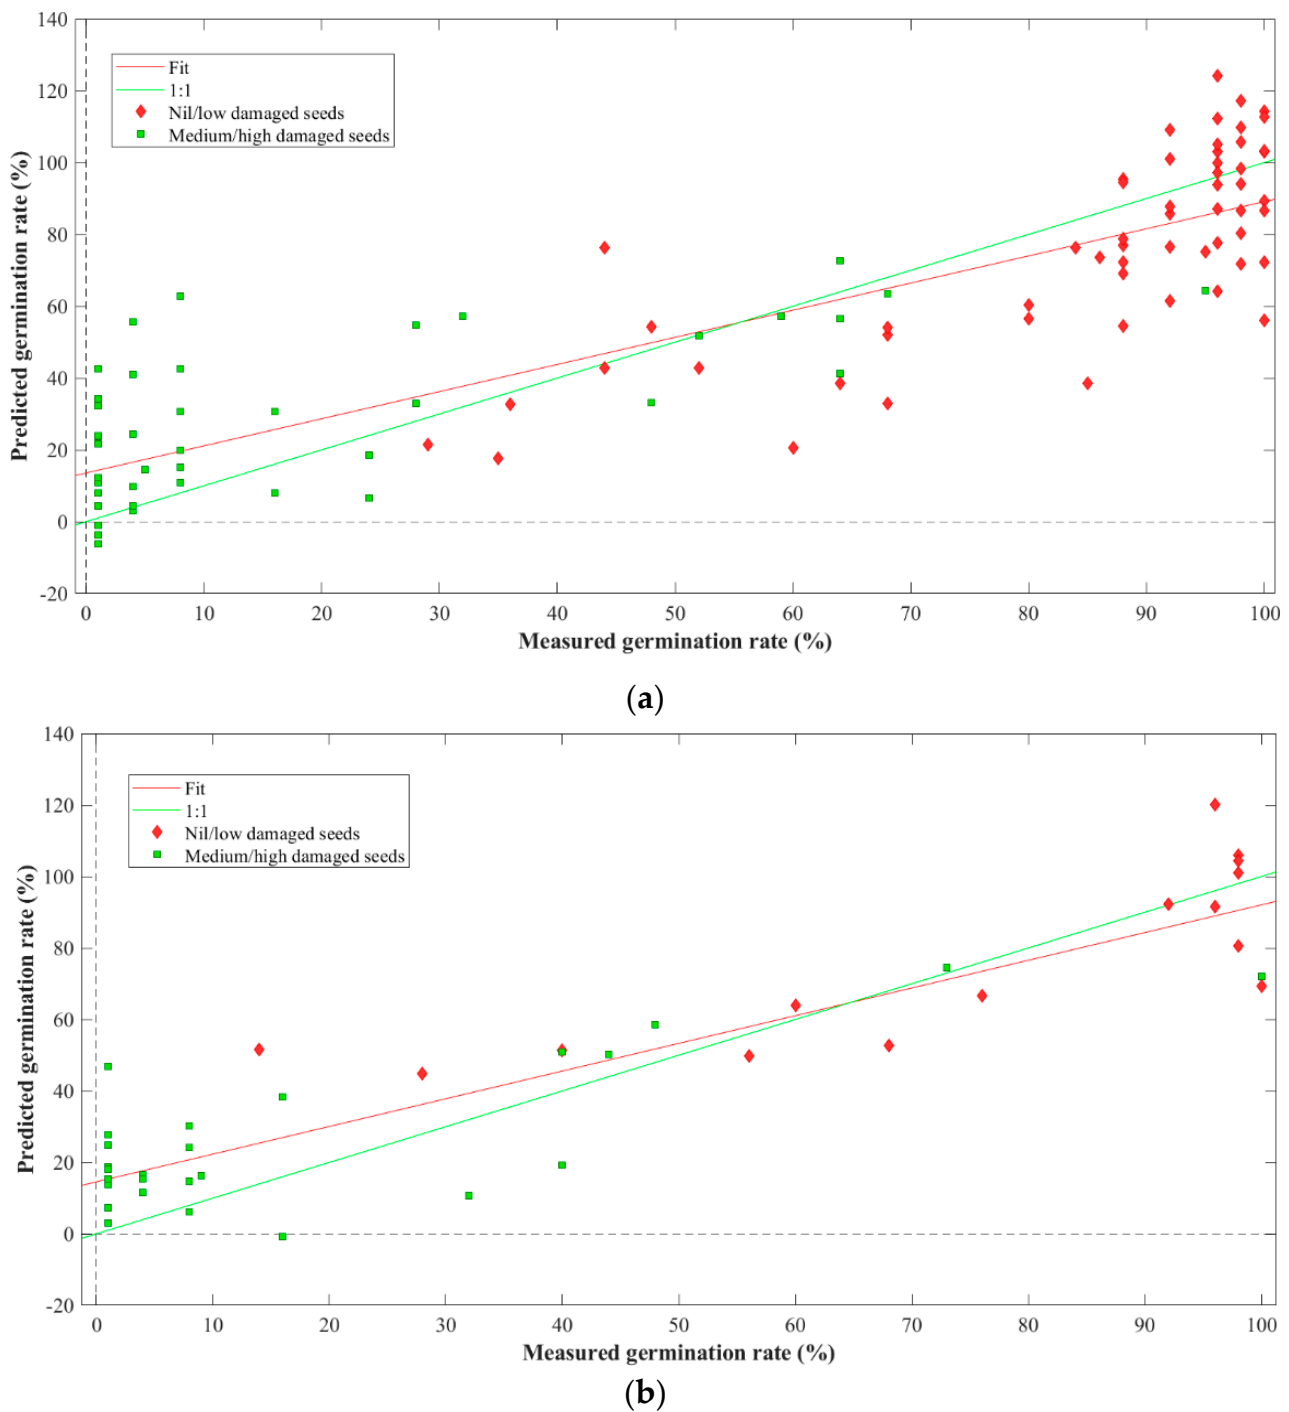 140
120
100
80
60
40
20
0
-20
Predicted germination rate (%)
Fit
1:1
Nil/low damaged seeds
Medium/high damaged seeds
0 10 20 30 40 50 60 70 80 90 100
Measured germination rate (%)
(a)
140
120
100
80
60
40
20
0
-20
Predicted germination rate (%)
Fit
1:1
Nil/low damaged seeds
Medium/high damaged seeds
0 10 20 30 40 50 60 70 80 90 100
Measured germination rate (%)
(b)